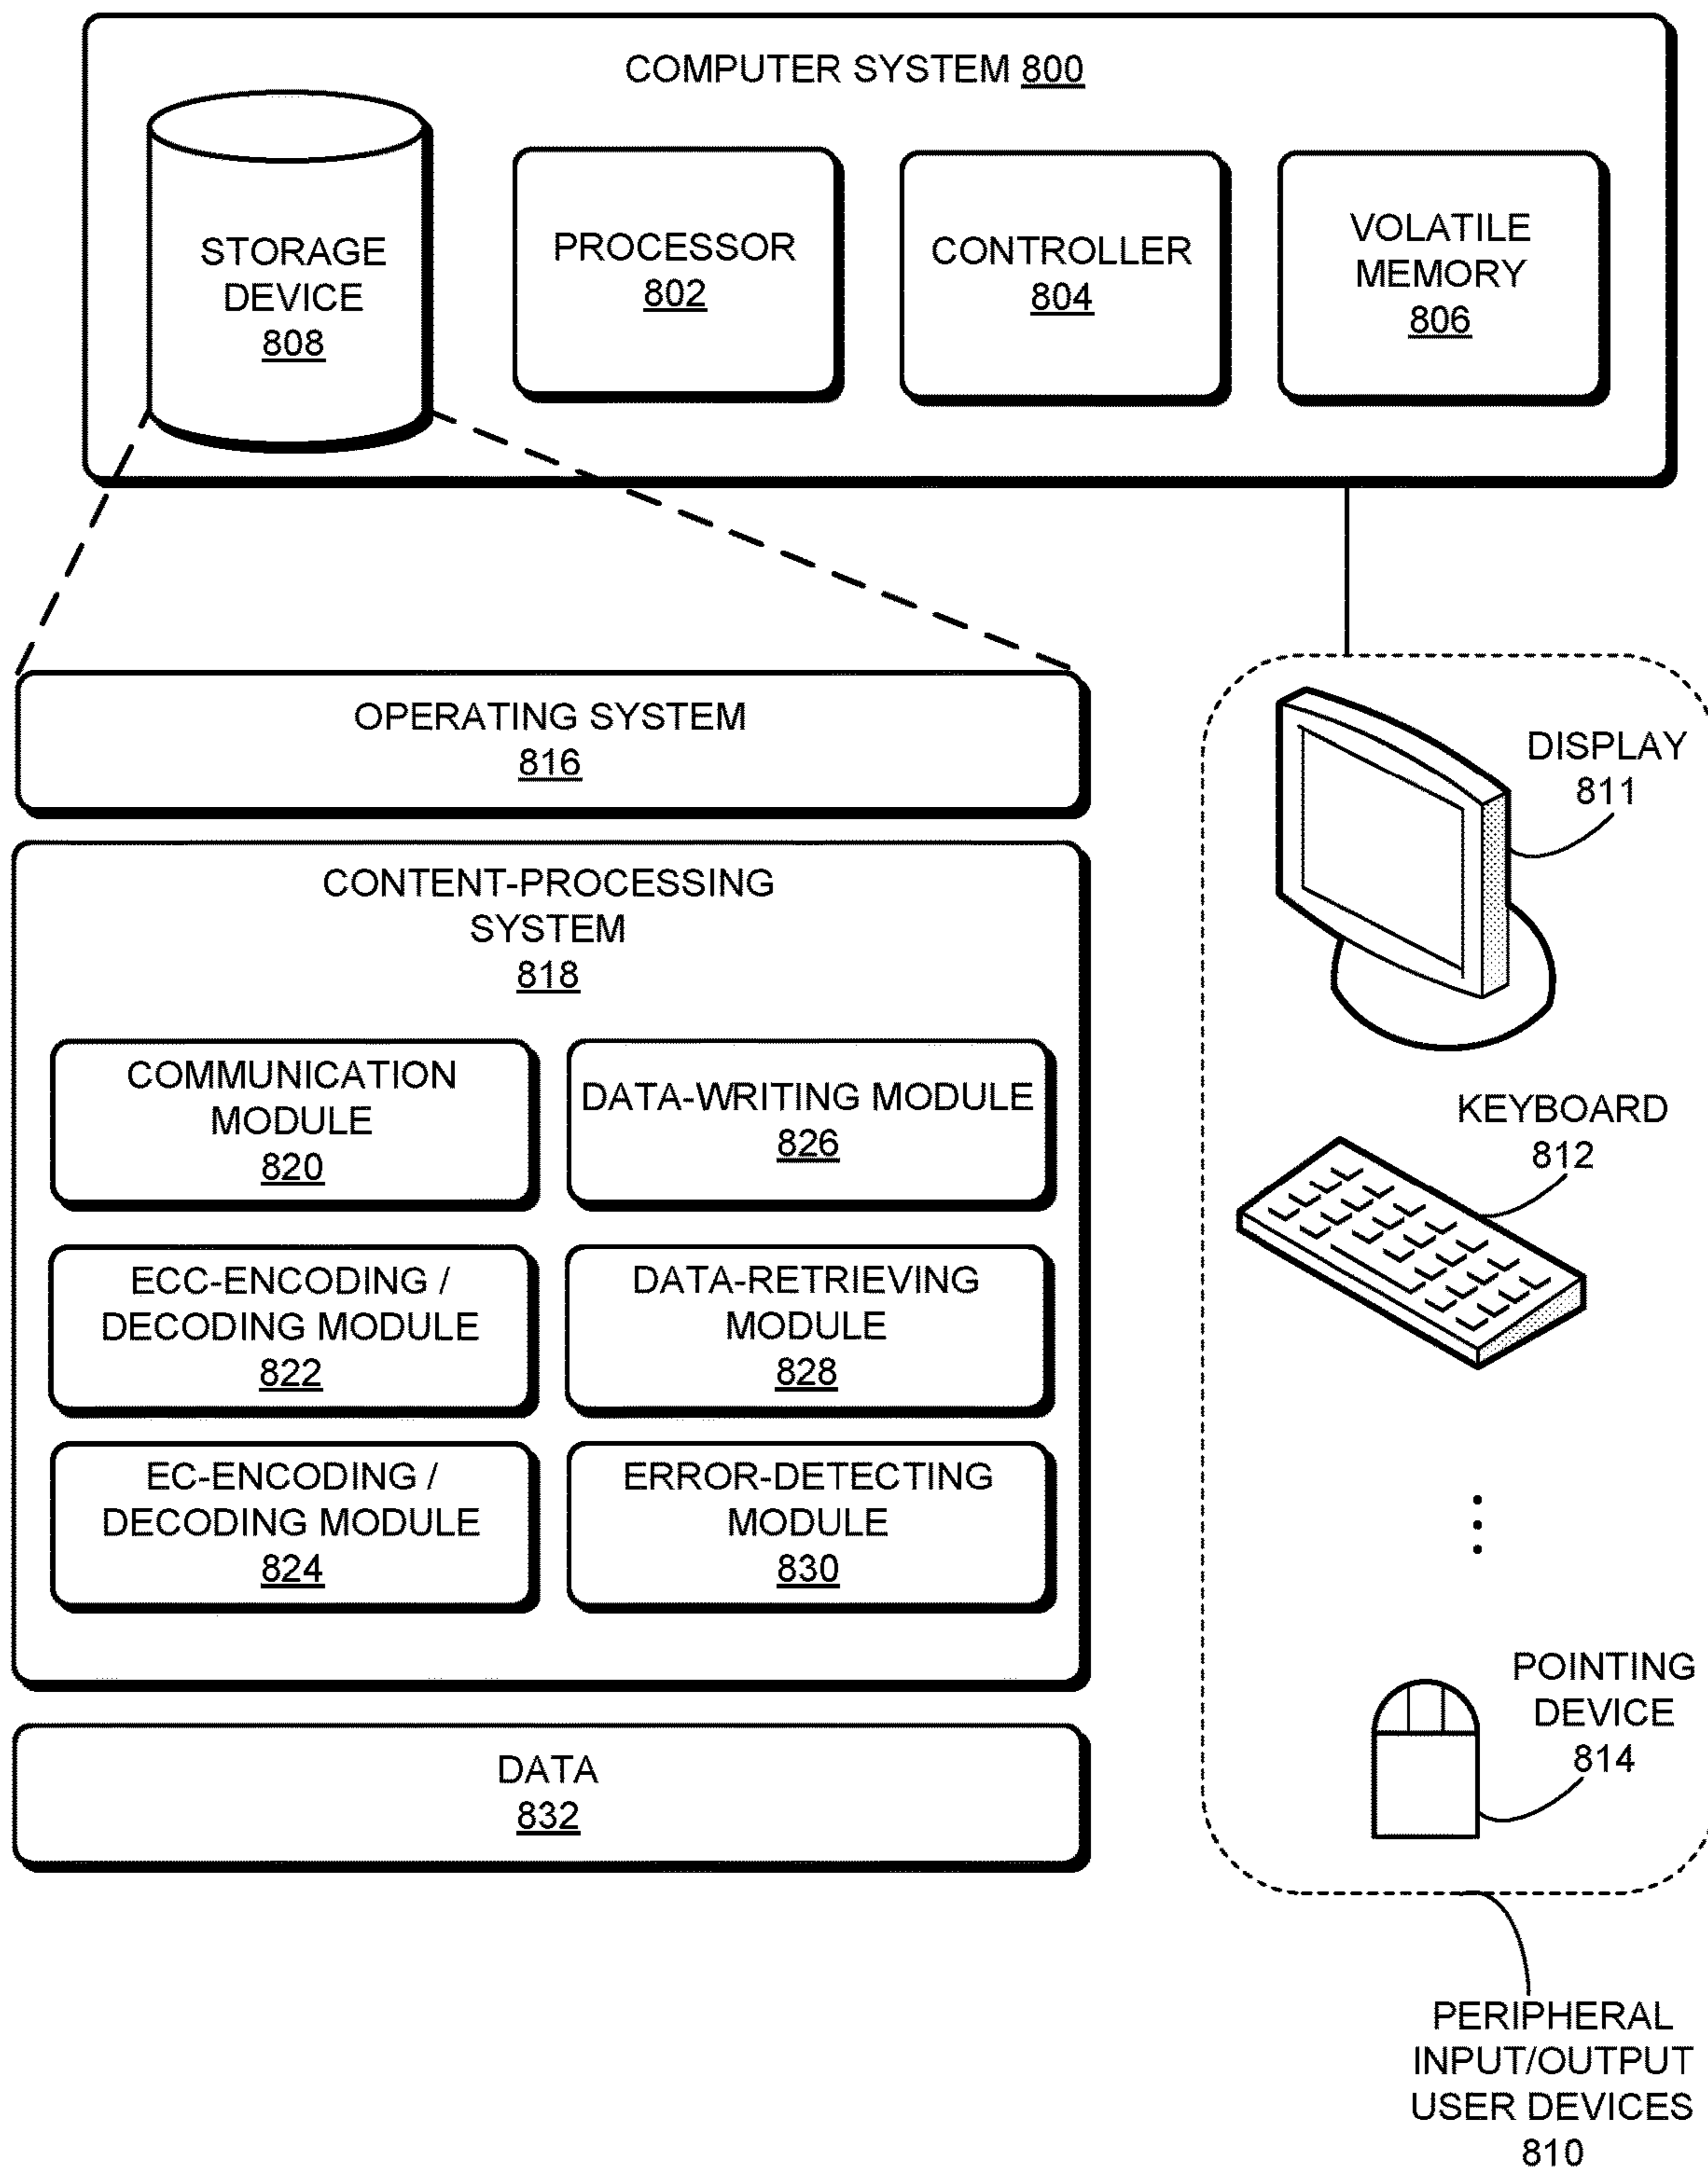 COMPUTER SYSTEM 800
STORAGE
DEVICE
808
PROCESSOR
802
CONTROLLER
804
VOLATILE
MEMORY
806
OPERATING SYSTEM
816
CONTENT-PROCESSING
SYSTEM
818
COMMUNICATION
MODULE
820
DATA-WRITING MODULE
826
ECC-ENCODING /
DECODING MODULE
822
DATA-RETRIEVING
MODULE
828
EC-ENCODING /
DECODING MODULE
824
ERROR-DETECTING
MODULE
830
DATA
832
DISPLAY
811
KEYBOARD
812
POINTING
DEVICE
814
PERIPHERAL
INPUT/OUTPUT
USER DEVICES
810